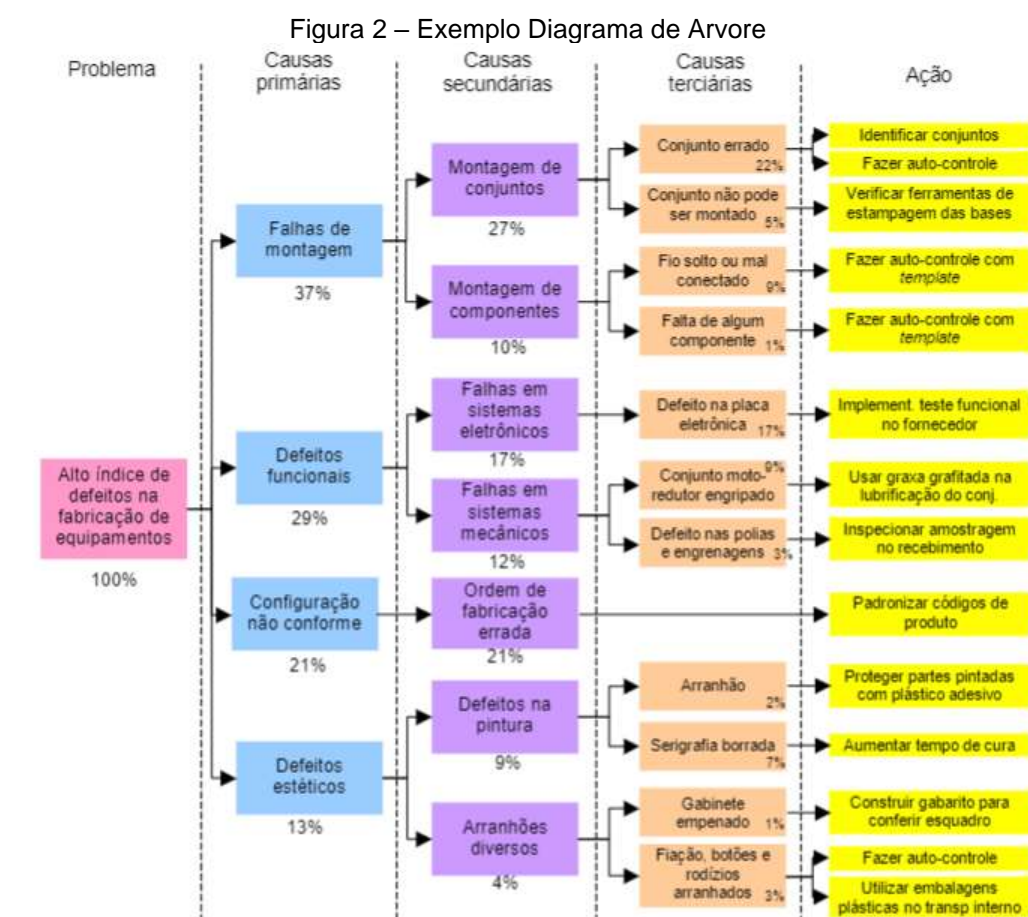 Figura 2 – Exemplo Diagrama de Arvore
Problema
Causas
primárias
Causas
secundárias
Causas
terciárias
Ação
Alto índice de
defeitos na
fabricação de
equipamentos
100%
Falhas de
montagem
37%
Montagem de
conjuntos
27%
Conjunto errado
22%
Identificar conjuntos
Fazer auto-controle
Conjunto não pode
ser montado 5%
Verificar ferramentas de
estampagem das bases
Montagem de
componentes
10%
Fio solto ou mal
conectado 9%
Fazer auto-controle com
template
Falta de algum
componente 1%
Fazer auto-controle com
template
Defeitos
funcionais
29%
Falhas em
sistemas
eletrônicos
17%
Defeito na placa
eletrônica 17%
Implement. teste funcional
no fornecedor
Falhas em
sistemas
mecânicos
12%
Conjunto moto- 9%
redutor engripado
Usar graxa grafitada na
lubrificação do conj.
Defeito nas polias
e engrenagens 3%
Inspecionar amostragem
no recebimento
Configuração
não conforme
21%
Ordem de
fabricação
errada
21%
Padronizar códigos de
produto
Defeitos
estéticos
13%
Defeitos na
pintura
9%
Arranhão
2%
Proteger partes pintadas
com plástico adesivo
Serigrafia borrada
7%
Aumentar tempo de cura
Arranhões
diversos
4%
Gabinete
empenado 1%
Construir gabarito para
conferir esquadro
Fiação, botões e
rodízios
arranhados 3%
Fazer auto-controle
Utilizar embalagens
plásticas no transp interno